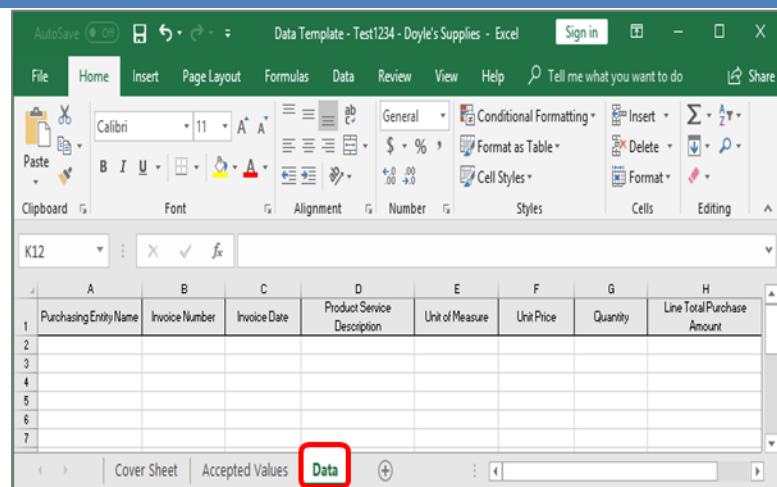 AutoSave Off Data Template - Test1234 - Doyle's Supplies - Excel Sign in
File Home Insert Page Layout Formulas Data Review View Help Tell me what you want to do Share
Paste Calibri 11 A A ab General Conditional Formatting Insert Σ A Z
B I U A $ % , Format as Table Delete
.00 .00 Cell Styles Format
Clipboard Font Alignment Number Styles Cells Editing
K12 fx
A B C D E F G H
1 Purchasing Entity Name Invoice Number Invoice Date Product Service Description Unit of Measure Unit Price Quantity Line Total Purchase Amount
2
3
4
5
6
7
Cover Sheet Accepted Values Data